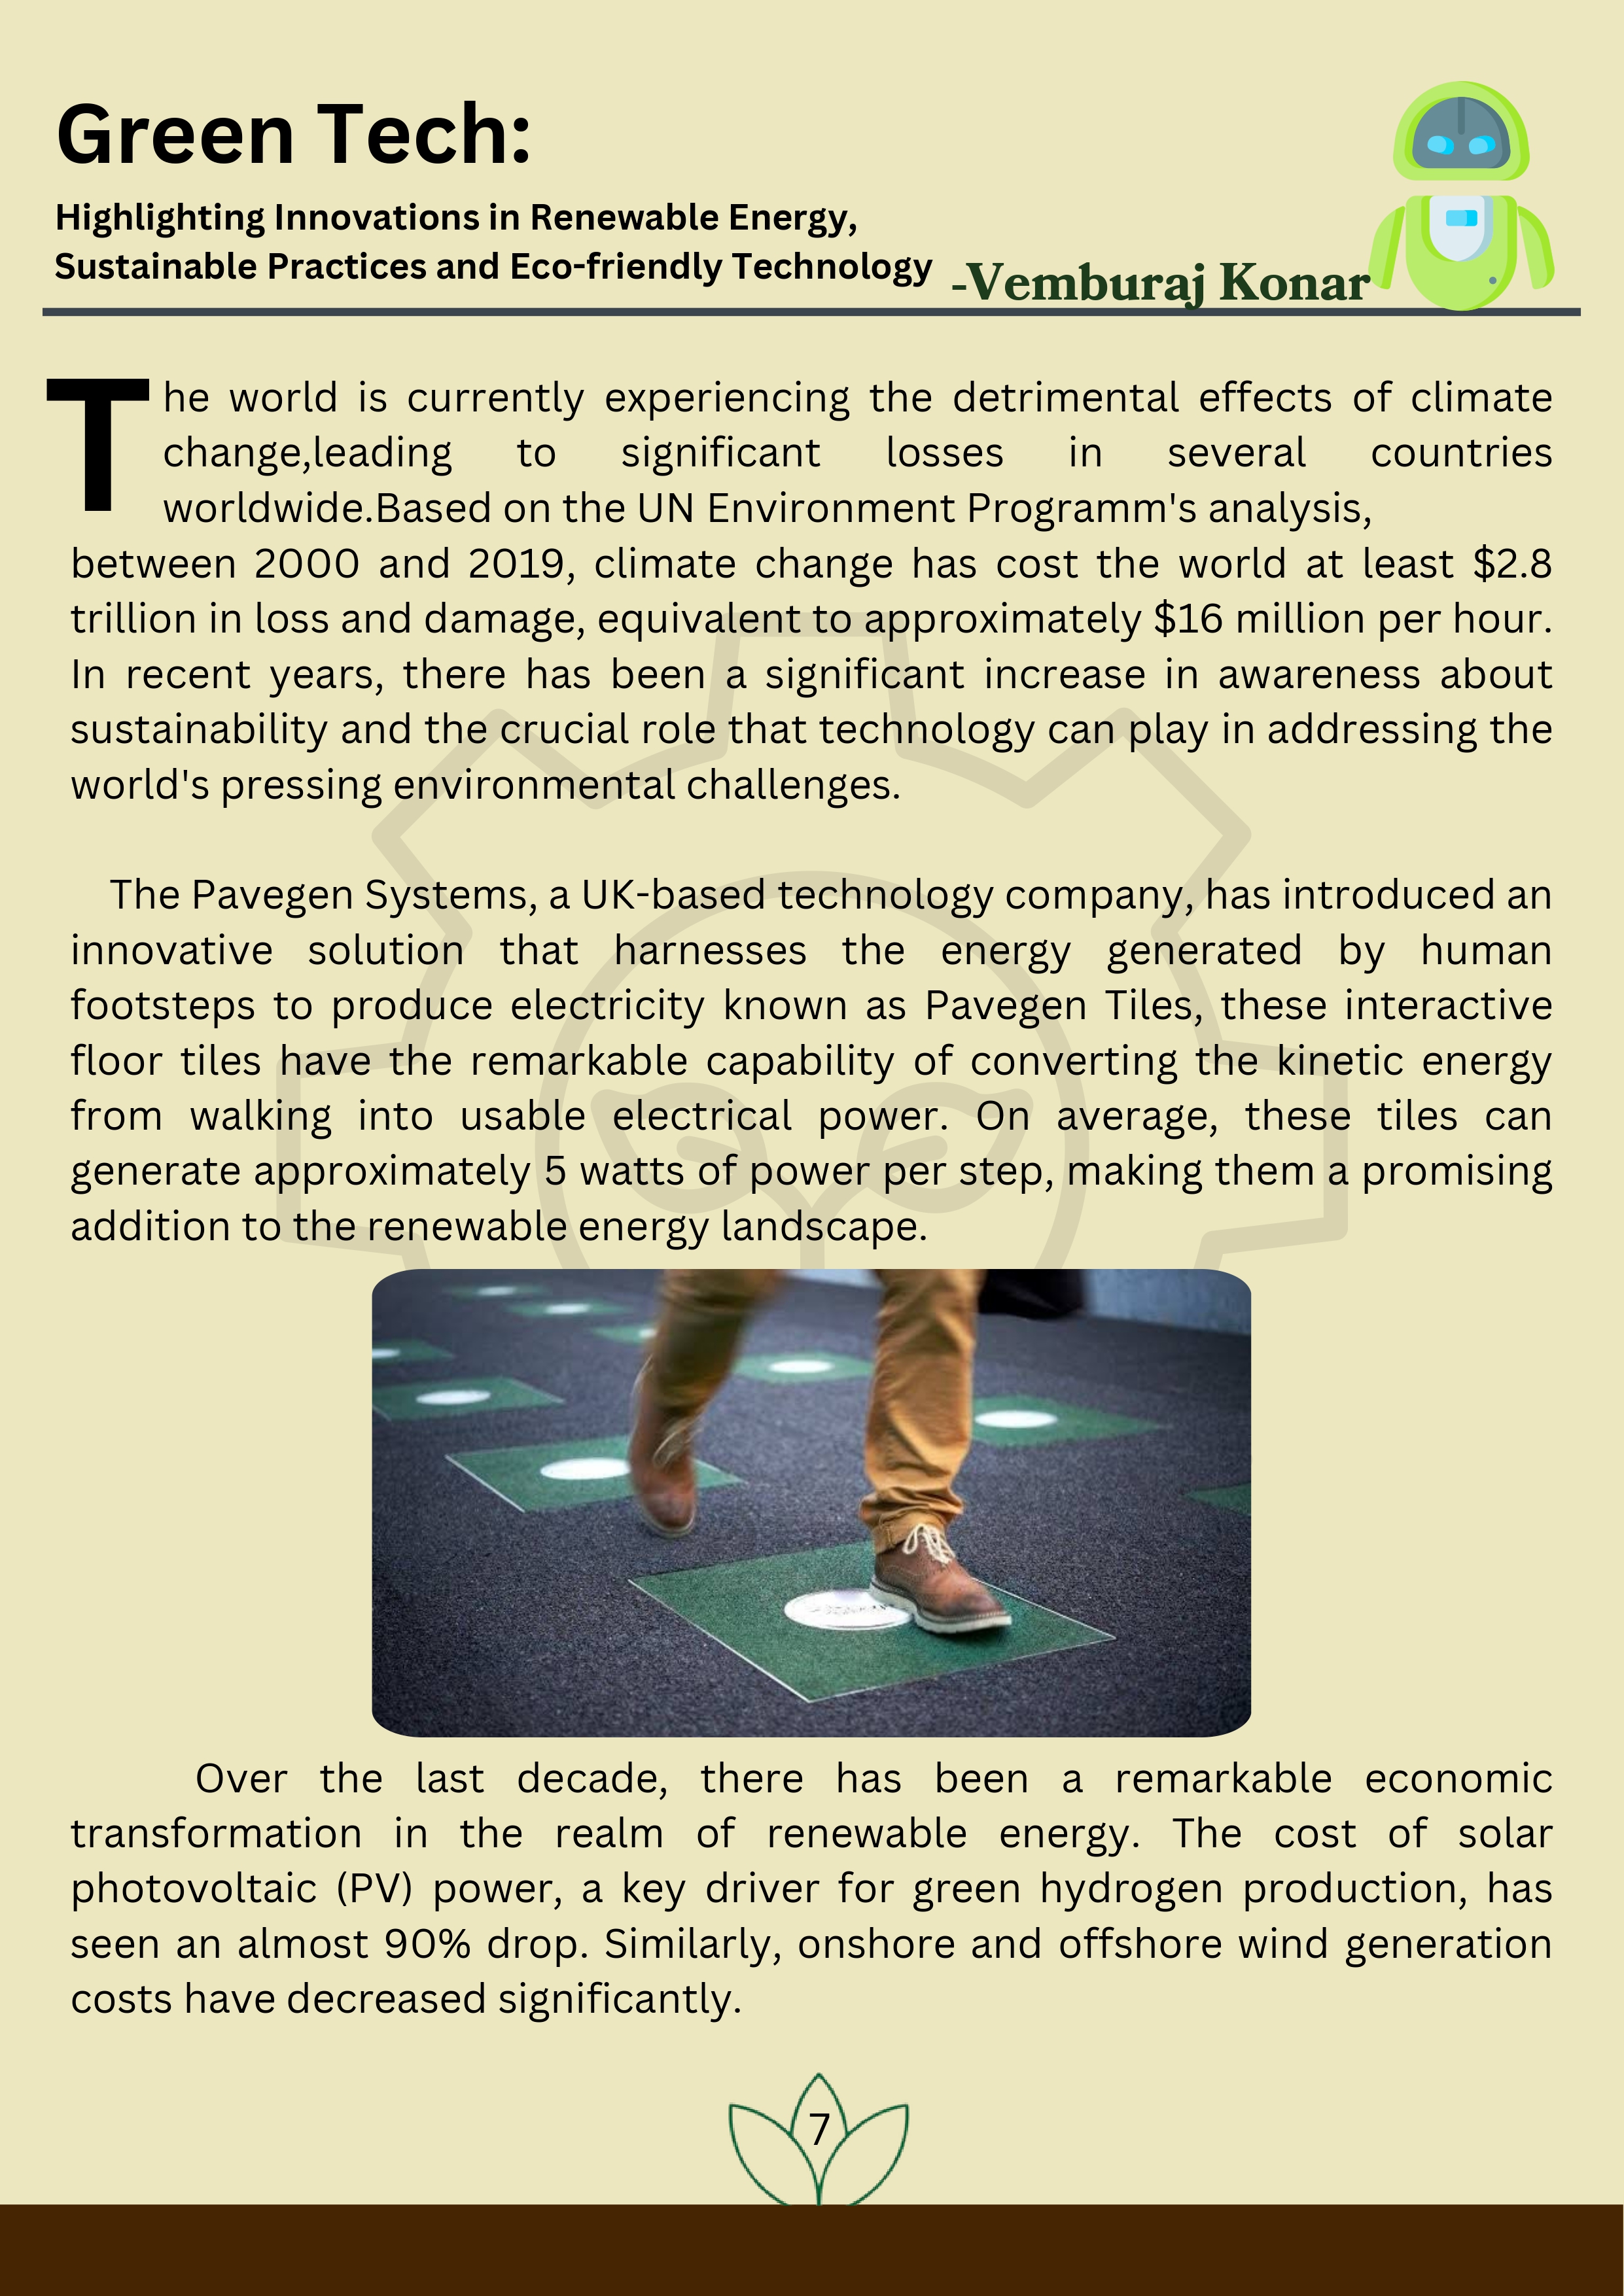 Green Tech:
Highlighting Innovations in Renewable Energy,
Sustainable Practices and Eco-friendly Technology
-Vemburaj Konar
The world is currently experiencing the detrimental effects of climate
change,leading to significant losses in several countries
worldwide.Based on the UN Environment Programm's analysis,
between 2000 and 2019, climate change has cost the world at least $2.8
trillion in loss and damage, equivalent to approximately $16 million per hour.
In recent years, there has been a significant increase in awareness about
sustainability and the crucial role that technology can play in addressing the
world's pressing environmental challenges.
The Pavegen Systems, a UK-based technology company, has introduced an
innovative solution that harnesses the energy generated by human
footsteps to produce electricity known as Pavegen Tiles, these interactive
floor tiles have the remarkable capability of converting the kinetic energy
from walking into usable electrical power. On average, these tiles can
generate approximately 5 watts of power per step, making them a promising
addition to the renewable energy landscape.
Over the last decade, there has been a remarkable economic
transformation in the realm of renewable energy. The cost of solar
photovoltaic (PV) power, a key driver for green hydrogen production, has
seen an almost 90% drop. Similarly, onshore and offshore wind generation
costs have decreased significantly.
7